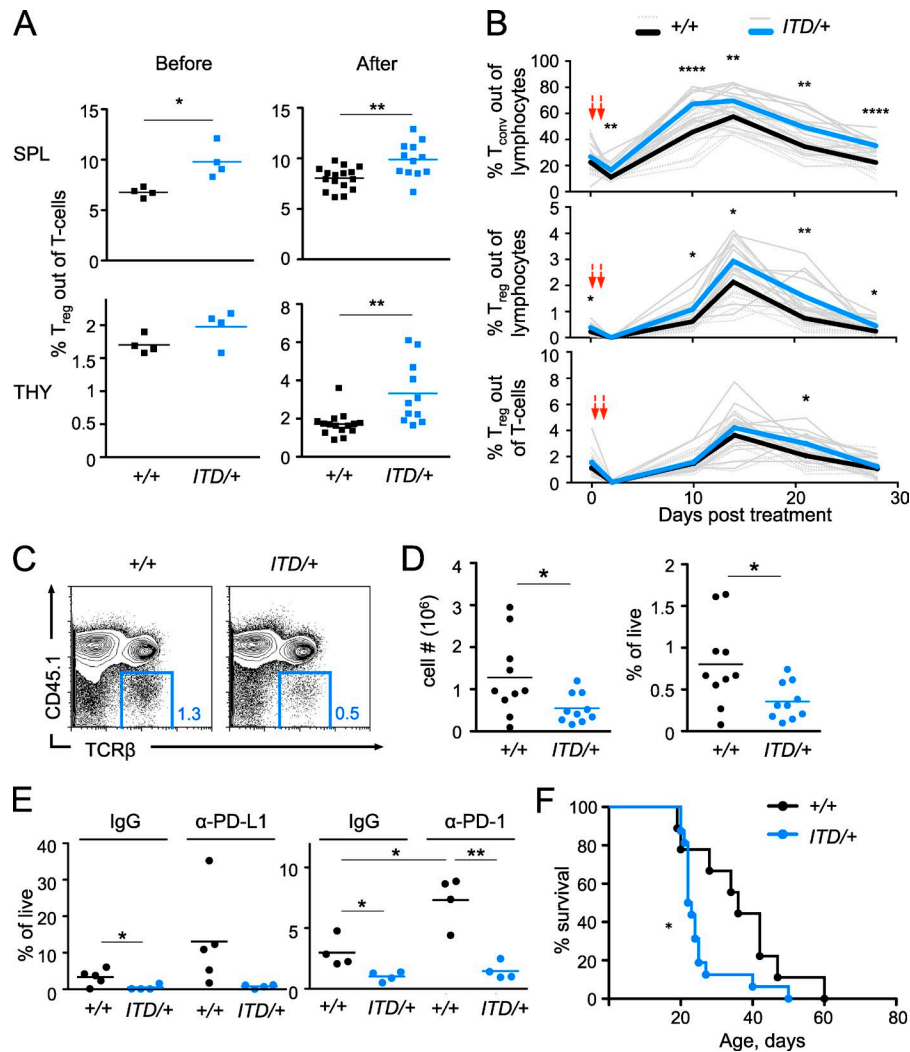 A
Before
After
% Treg out of T-cells
SPL
15
10
5
0
*
15
10
5
0
**
THY
2
1.5
1
0.5
0
+/+
ITD/+
6
4
2
0
**
+/+
ITD/+
B
+/+
ITD/+
% Tconv out of
lymphocytes
100
80
60
40
20
0
**
****
**
**
****
% Treg out of
lymphocytes
5
4
3
2
1
0
*
*
*
**
*
% Treg out
of T-cells
10
8
6
4
2
0
*
0
10
20
30
Days post treatment
C
+/+
ITD/+
CD45.1
1.3
0.5
TCRβ
D
cell # (10⁶)
4
3
2
1
0
*
+/+
ITD/+
% of live
2
1.5
1
0.5
0
*
+/+
ITD/+
E
IgG
α-PD-L1
% of live
40
30
20
10
0
*
+/+
ITD/+
+/+
ITD/+
IgG
α-PD-1
10
5
0
*
*
**
+/+
ITD/+
+/+
ITD/+
F
+/+
ITD/+
% survival
100
80
60
40
20
0
*
20
40
60
80
Age, days